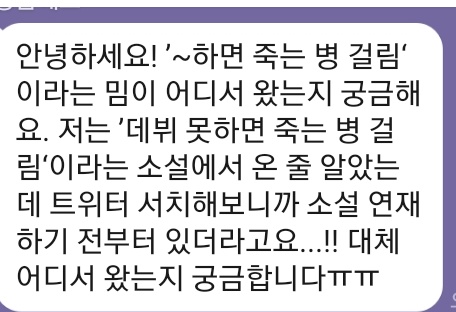 안녕하세요! ’~하면 죽는 병 걸림‘
이라는 밈이 어디서 왔는지 궁금해
요. 저는 ’데뷔 못하면 죽는 병 걸
림‘이라는 소설에서 온 줄 알았는
데 트위터 서치해보니까 소설 연재
하기 전부터 있더라고요...!! 대체
어디서 왔는지 궁금합니다ㅠㅠ